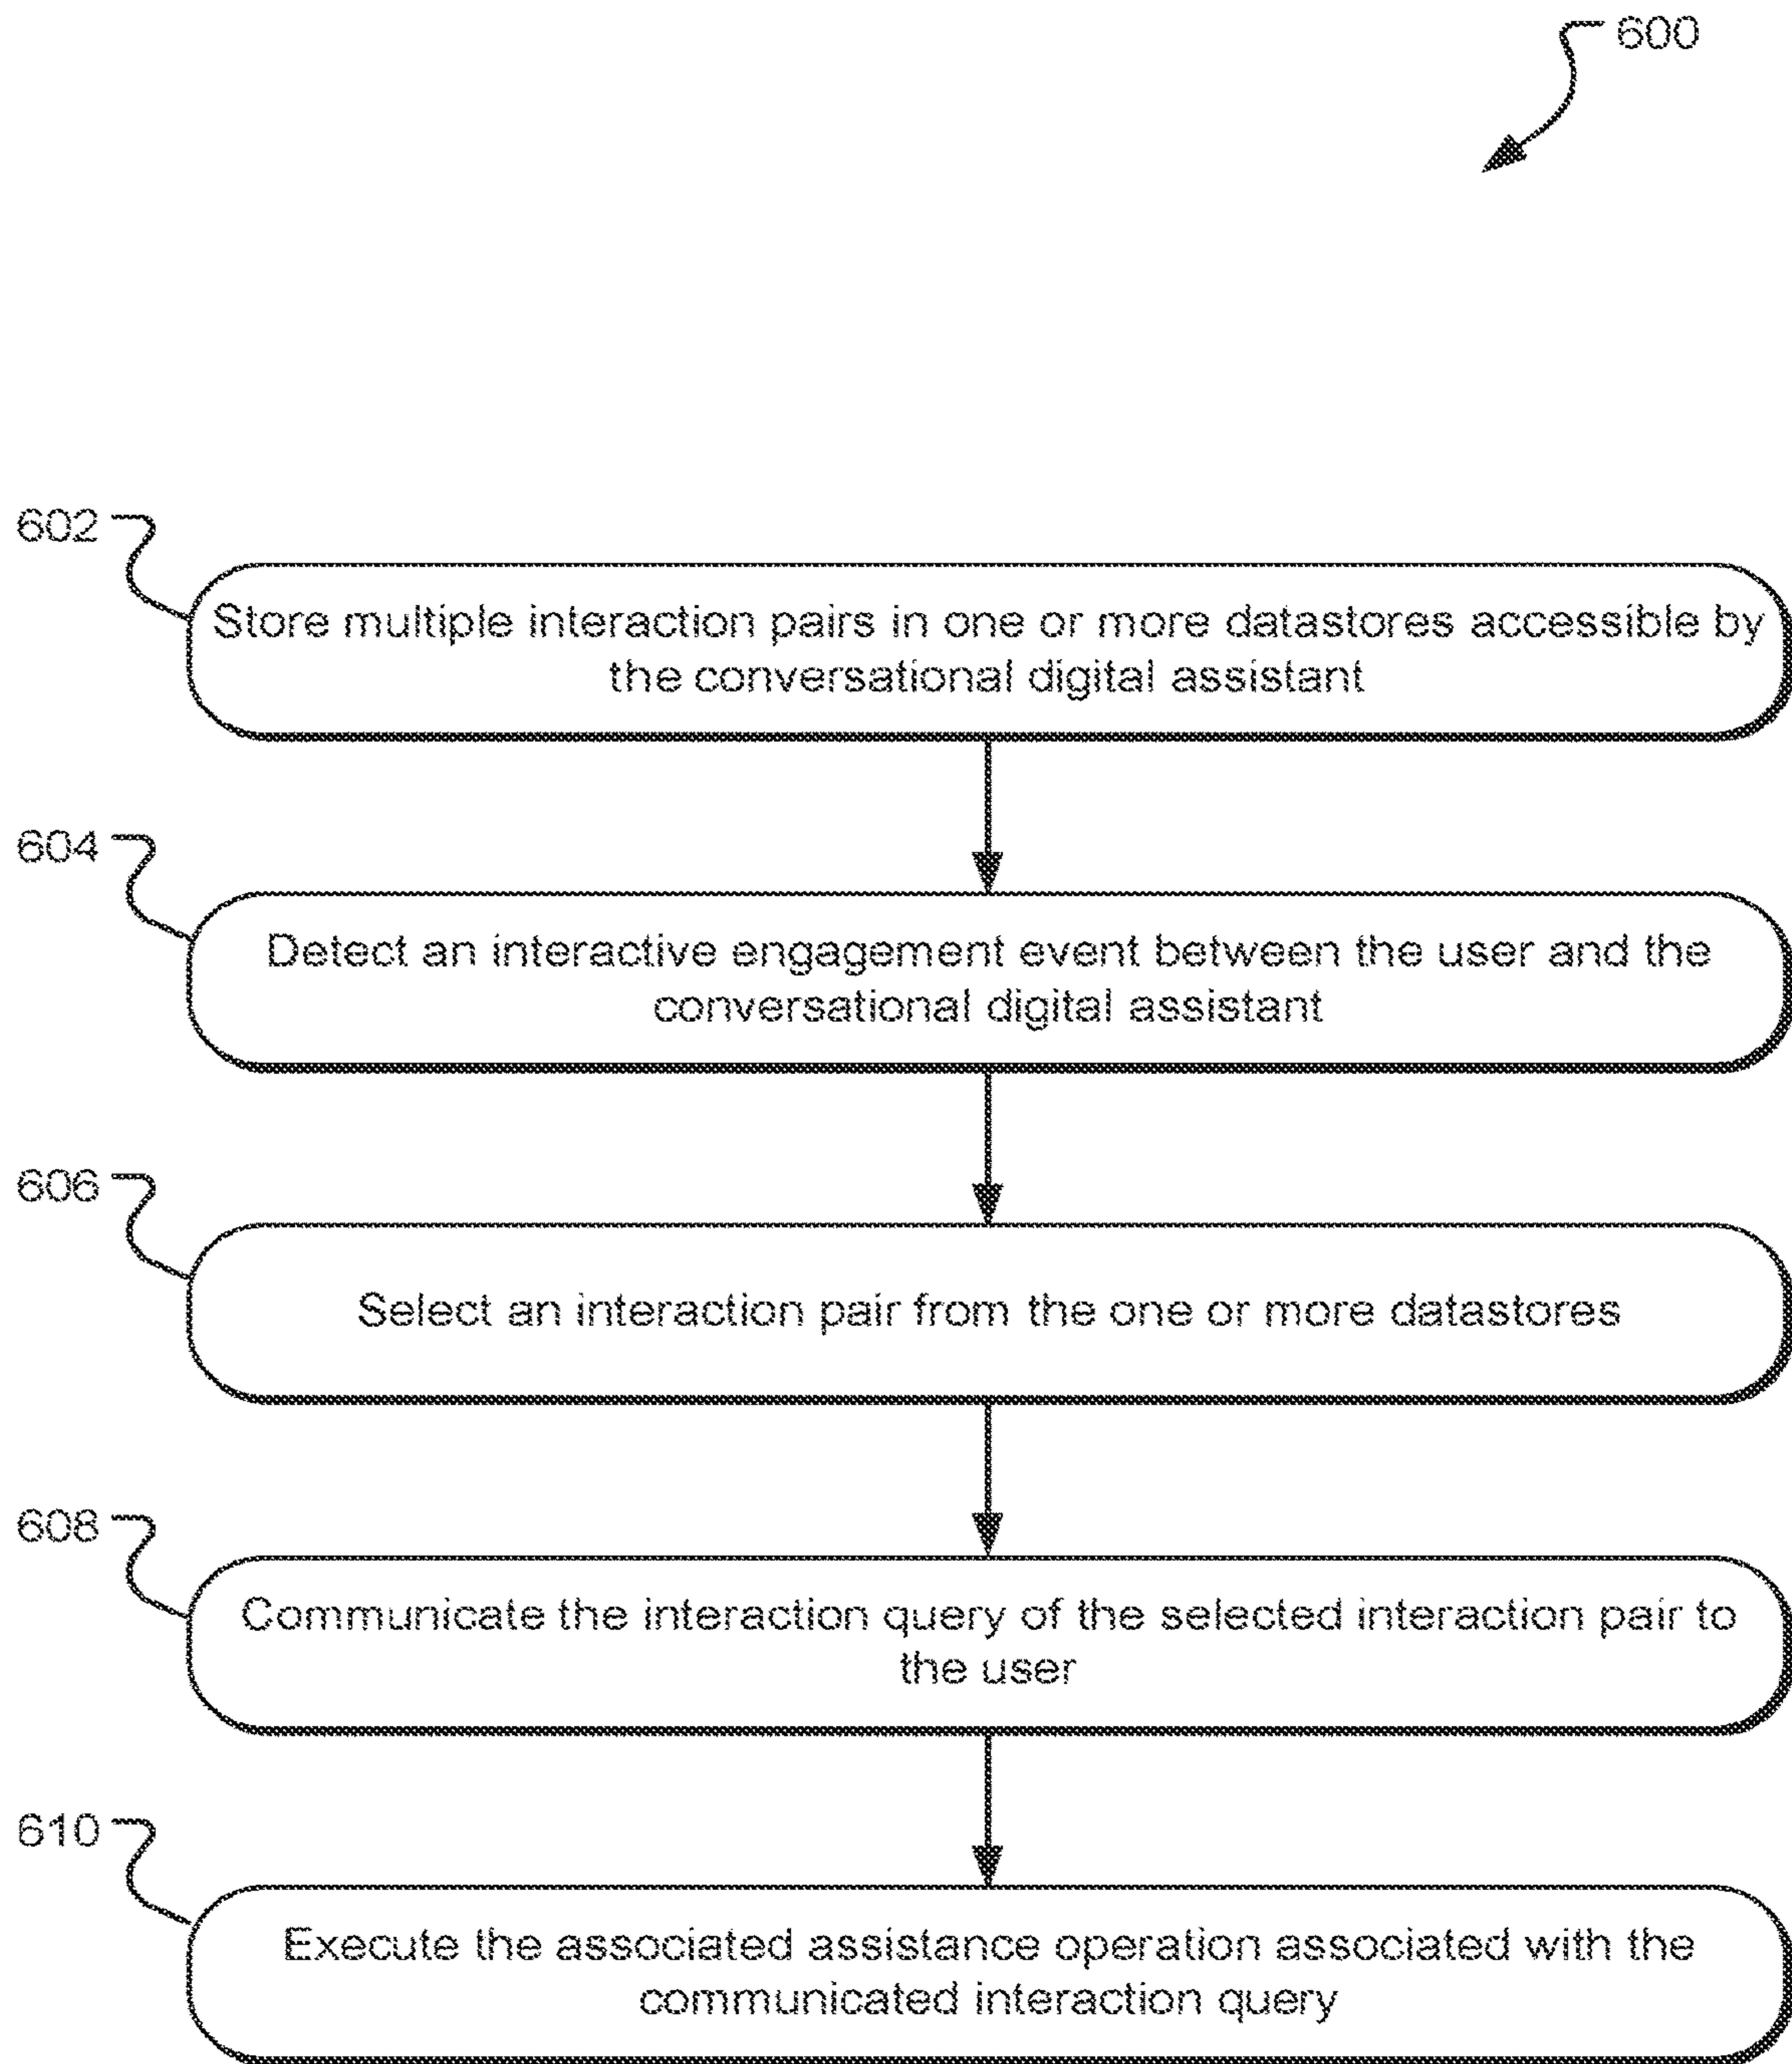 600
602
Store multiple interaction pairs in one or more datastores accessible by
the conversational digital assistant
604
Detect an interactive engagement event between the user and the
conversational digital assistant
606
Select an interaction pair from the one or more datastores
608
Communicate the interaction query of the selected interaction pair to
the user
610
Execute the associated assistance operation associated with the
communicated interaction query